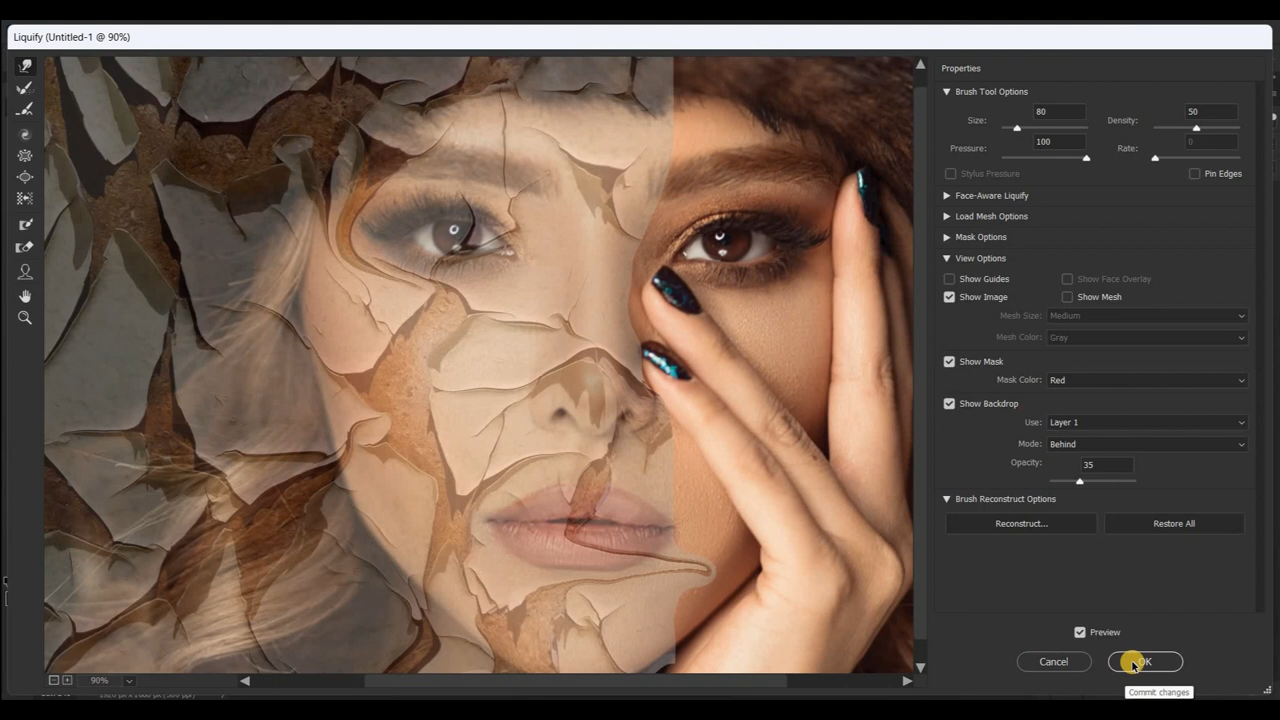 Liquify (Untitled-1 @ 90%)
Properties
Brush Tool Options
Size: 80 Density: 50
Pressure: 100 Rate: 0
Stylus Pressure Pin Edges
Face-Aware Liquify
Load Mesh Options
Mask Options
View Options
Show Guides Show Face Overlay
Show Image Show Mesh
Mesh Size: Medium
Mesh Color: Gray
Show Mask
Mask Color: Red
Show Backdrop
Use: Layer 1
Mode: Behind
Opacity: 35
Brush Reconstruct Options
Reconstruct... Restore All
Preview
Cancel OK
90%
Commit changes